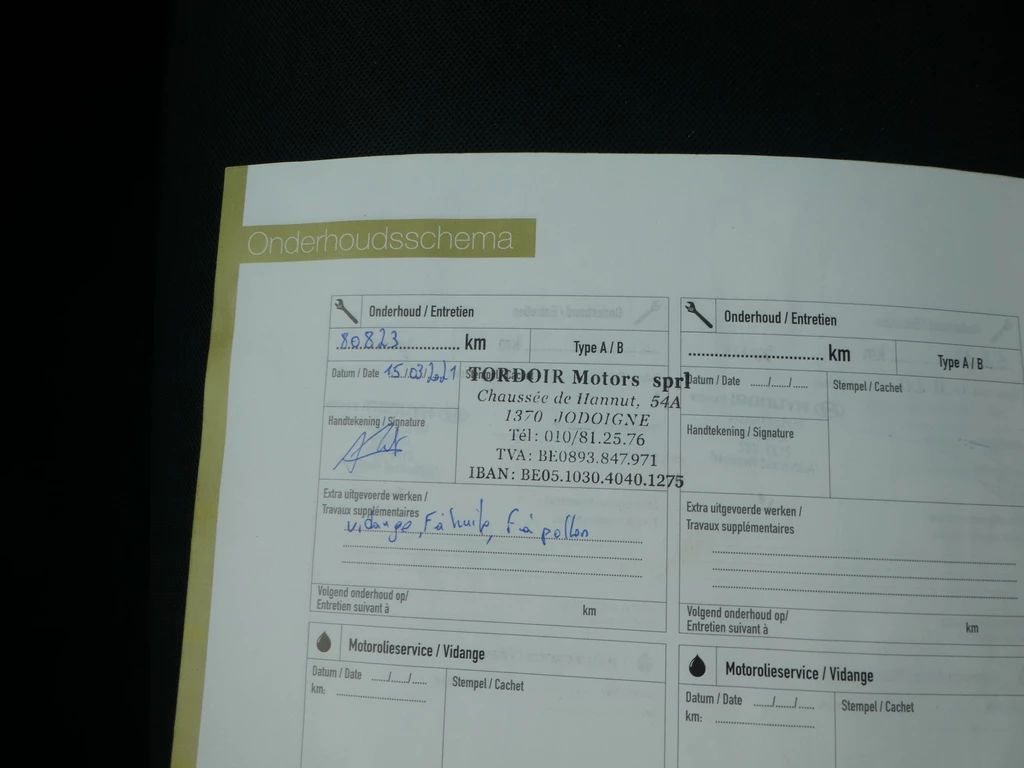 Onderhoudsschema
Onderhoud / Entretien
80823 km
Type A / B
Datum / Date 15/03/2021
TORDOIR Motors sprl
Chaussée de Hannut, 54A
1370 JODOIGNE
Tél: 010/81.25.76
TVA: BE0893.847.971
IBAN: BE05.1030.4040.1275
Handtekening / Signature
Extra uitgevoerde werken /
Travaux supplémentaires
vidange, F à huile, F à pollen
Volgend onderhoud op/
Entretien suivant à km
Motorolieservice / Vidange
Datum / Date ...../...../.....
km:
Stempel / Cachet
Onderhoud / Entretien
km
Type A / B
Datum / Date ...../...../.....
Stempel / Cachet
Handtekening / Signature
Extra uitgevoerde werken /
Travaux supplémentaires
Volgend onderhoud op/
Entretien suivant à km
Motorolieservice / Vidange
Datum / Date ...../...../.....
km:
Stempel / Cachet